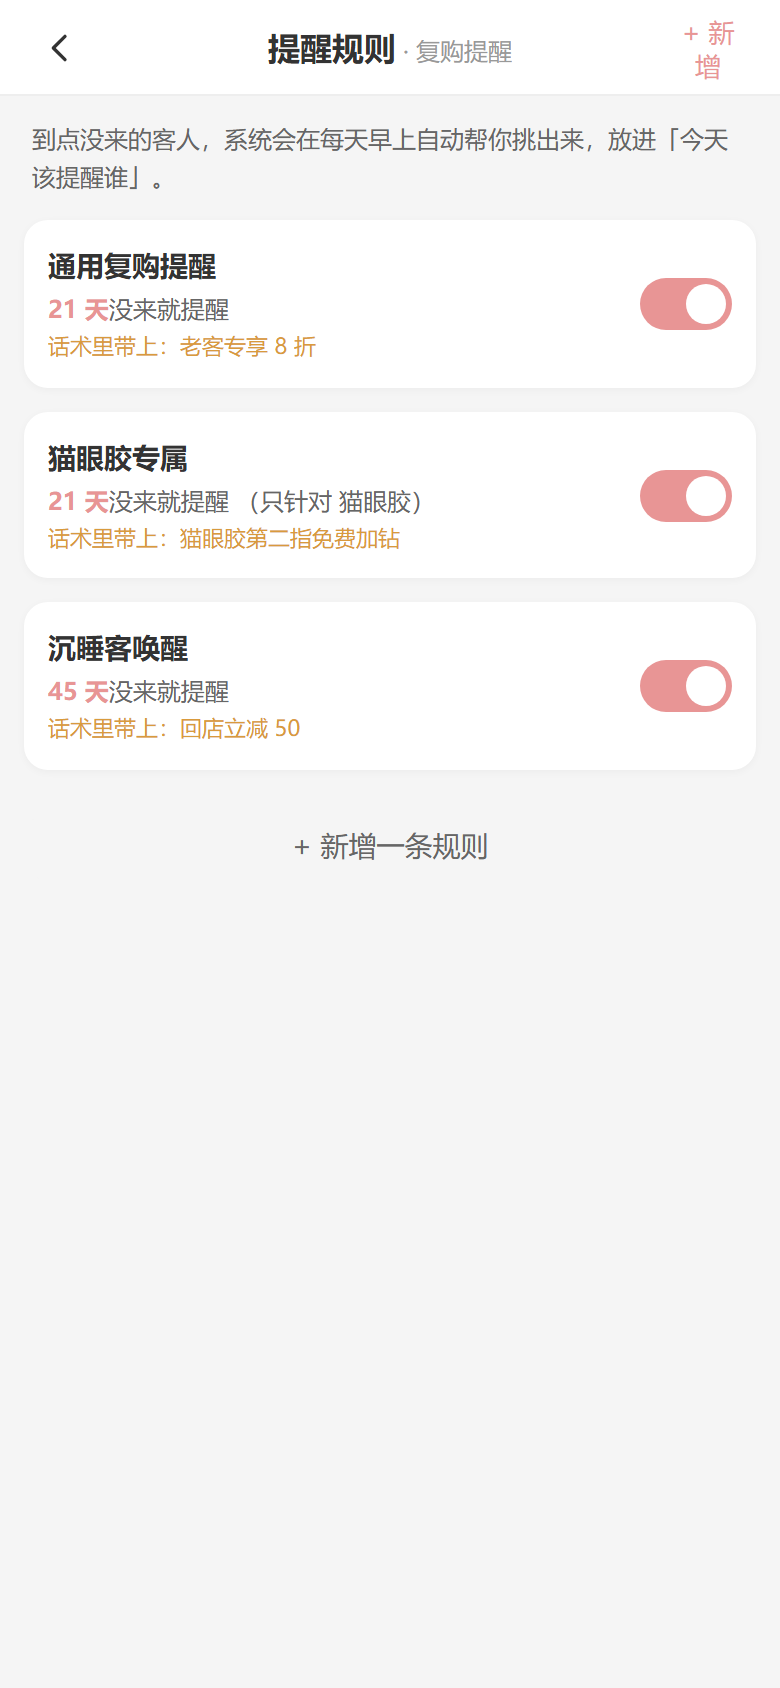 提醒规则 · 复购提醒
+ 新
增
到点没来的客人，系统会在每天早上自动帮你挑出来，放进「今天
该提醒谁」。
通用复购提醒
21 天没来就提醒
话术里带上：老客专享 8 折
猫眼胶专属
21 天没来就提醒 （只针对 猫眼胶）
话术里带上：猫眼胶第二指免费加钻
沉睡客唤醒
45 天没来就提醒
话术里带上：回店立减 50
+ 新增一条规则